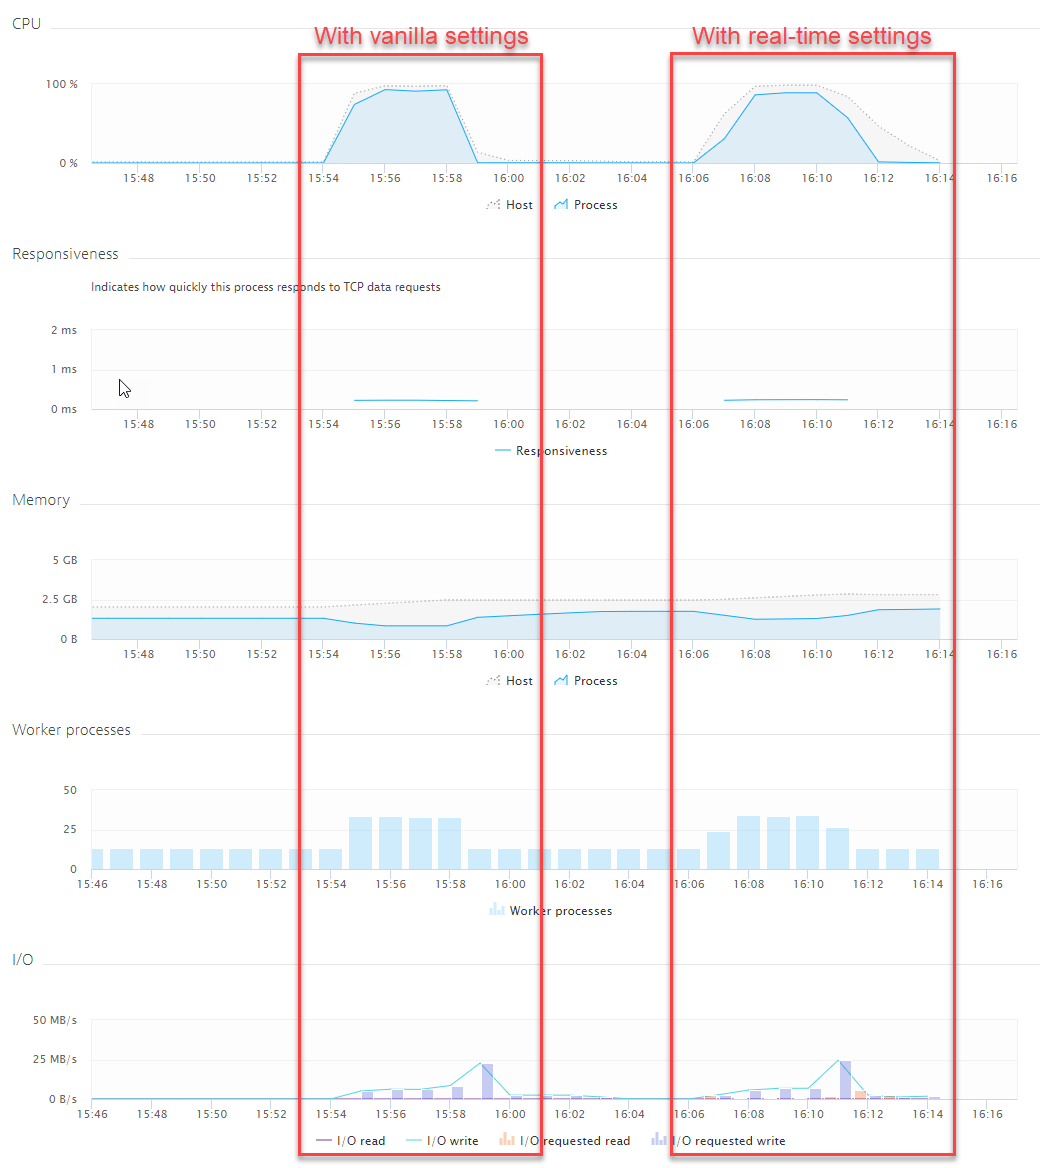 CPU
With vanilla settings
With real-time settings
100 %
0 %
15:48 15:50 15:52 15:54 15:56 15:58 16:00 16:02 16:04 16:06 16:08 16:10 16:12 16:14 16:16
Host Process
Responsiveness
Indicates how quickly this process responds to TCP data requests
2 ms
1 ms
0 ms
15:48 15:50 15:52 15:54 15:56 15:58 16:00 16:02 16:04 16:06 16:08 16:10 16:12 16:14 16:16
Responsiveness
Memory
5 GB
2.5 GB
0 B
15:48 15:50 15:52 15:54 15:56 15:58 16:00 16:02 16:04 16:06 16:08 16:10 16:12 16:14 16:16
Host Process
Worker processes
50
25
0
15:46 15:48 15:50 15:52 15:54 15:56 15:58 16:00 16:02 16:04 16:06 16:08 16:10 16:12 16:14 16:16
Worker processes
I/O
50 MB/s
25 MB/s
0 B/s
15:46 15:48 15:50 15:52 15:54 15:56 15:58 16:00 16:02 16:04 16:06 16:08 16:10 16:12 16:14 16:16
I/O read I/O write I/O requested read I/O requested write